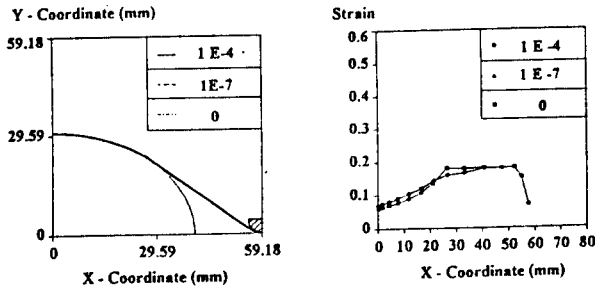 Y - Coordinate (mm)
59.18
29.59
0
0
29.59
59.18
X - Coordinate (mm)
1 E-4
1E-7
0
Strain
0.6
0.5
0.4
0.3
0.2
0.1
0
0 10 20 30 40 50 60 70 80
X - Coordinate (mm)
1 E -4
1 E -7
0